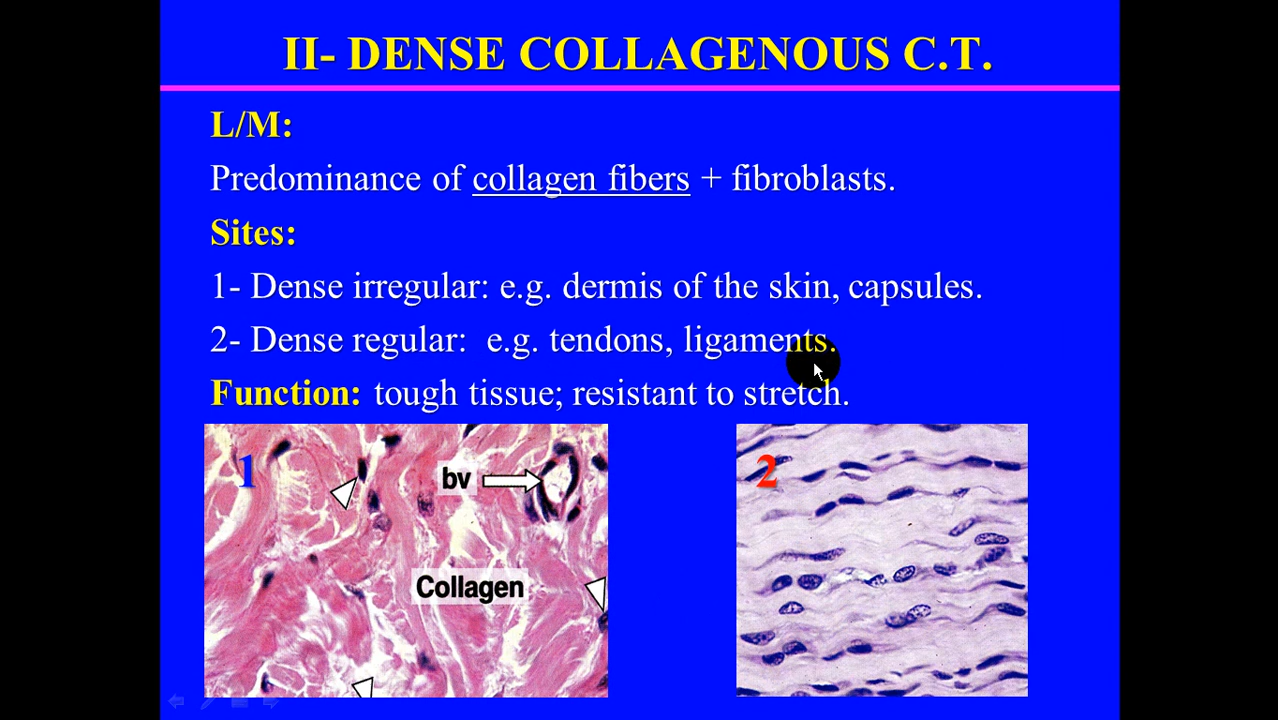 II- DENSE COLLAGENOUS C.T.
L/M:
Predominance of collagen fibers + fibroblasts.
Sites:
1- Dense irregular: e.g. dermis of the skin, capsules.
2- Dense regular:  e.g. tendons, ligaments.
Function: tough tissue; resistant to stretch.
1
bv
Collagen
2